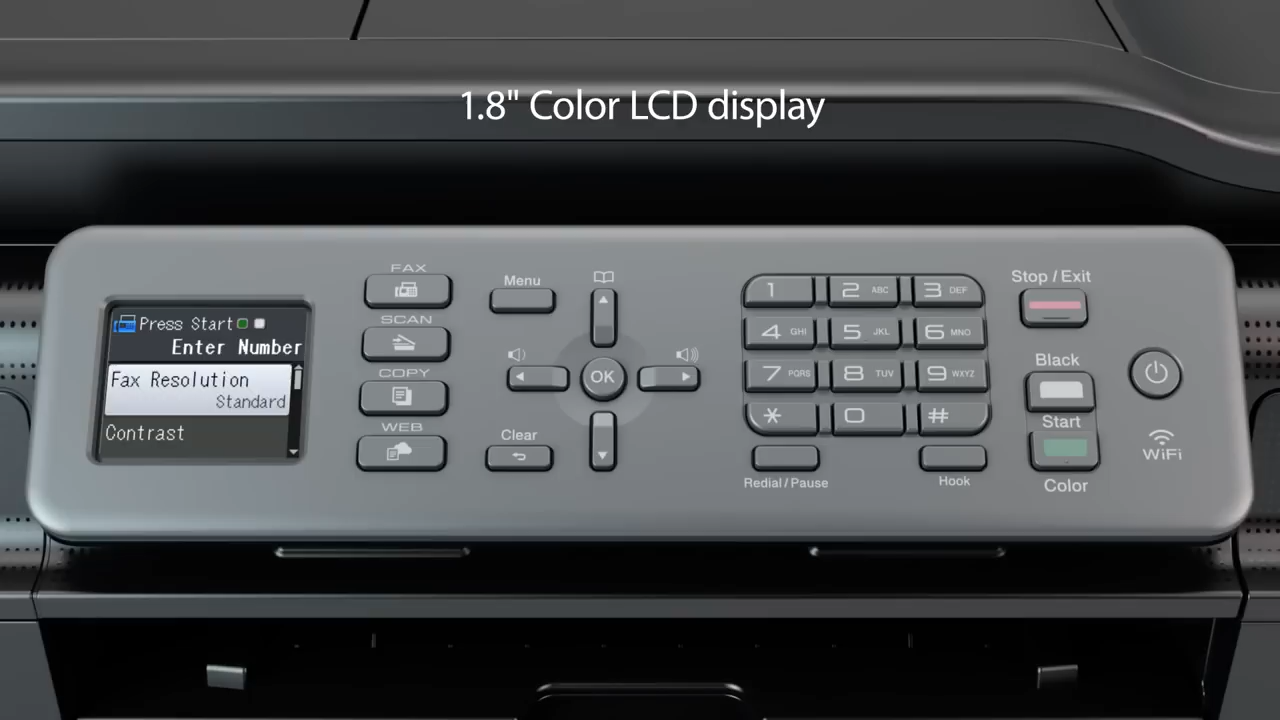 1.8" Color LCD display
Press Start
Enter Number
Fax Resolution
Standard
Contrast
FAX
SCAN
COPY
WEB
Menu
OK
Clear
1
2 ABC
3 DEF
4 GHI
5 JKL
6 MNO
7 PQRS
8 TUV
9 WXYZ
*
0
#
Redial / Pause
Hook
Stop / Exit
Black
Start
Color
WiFi